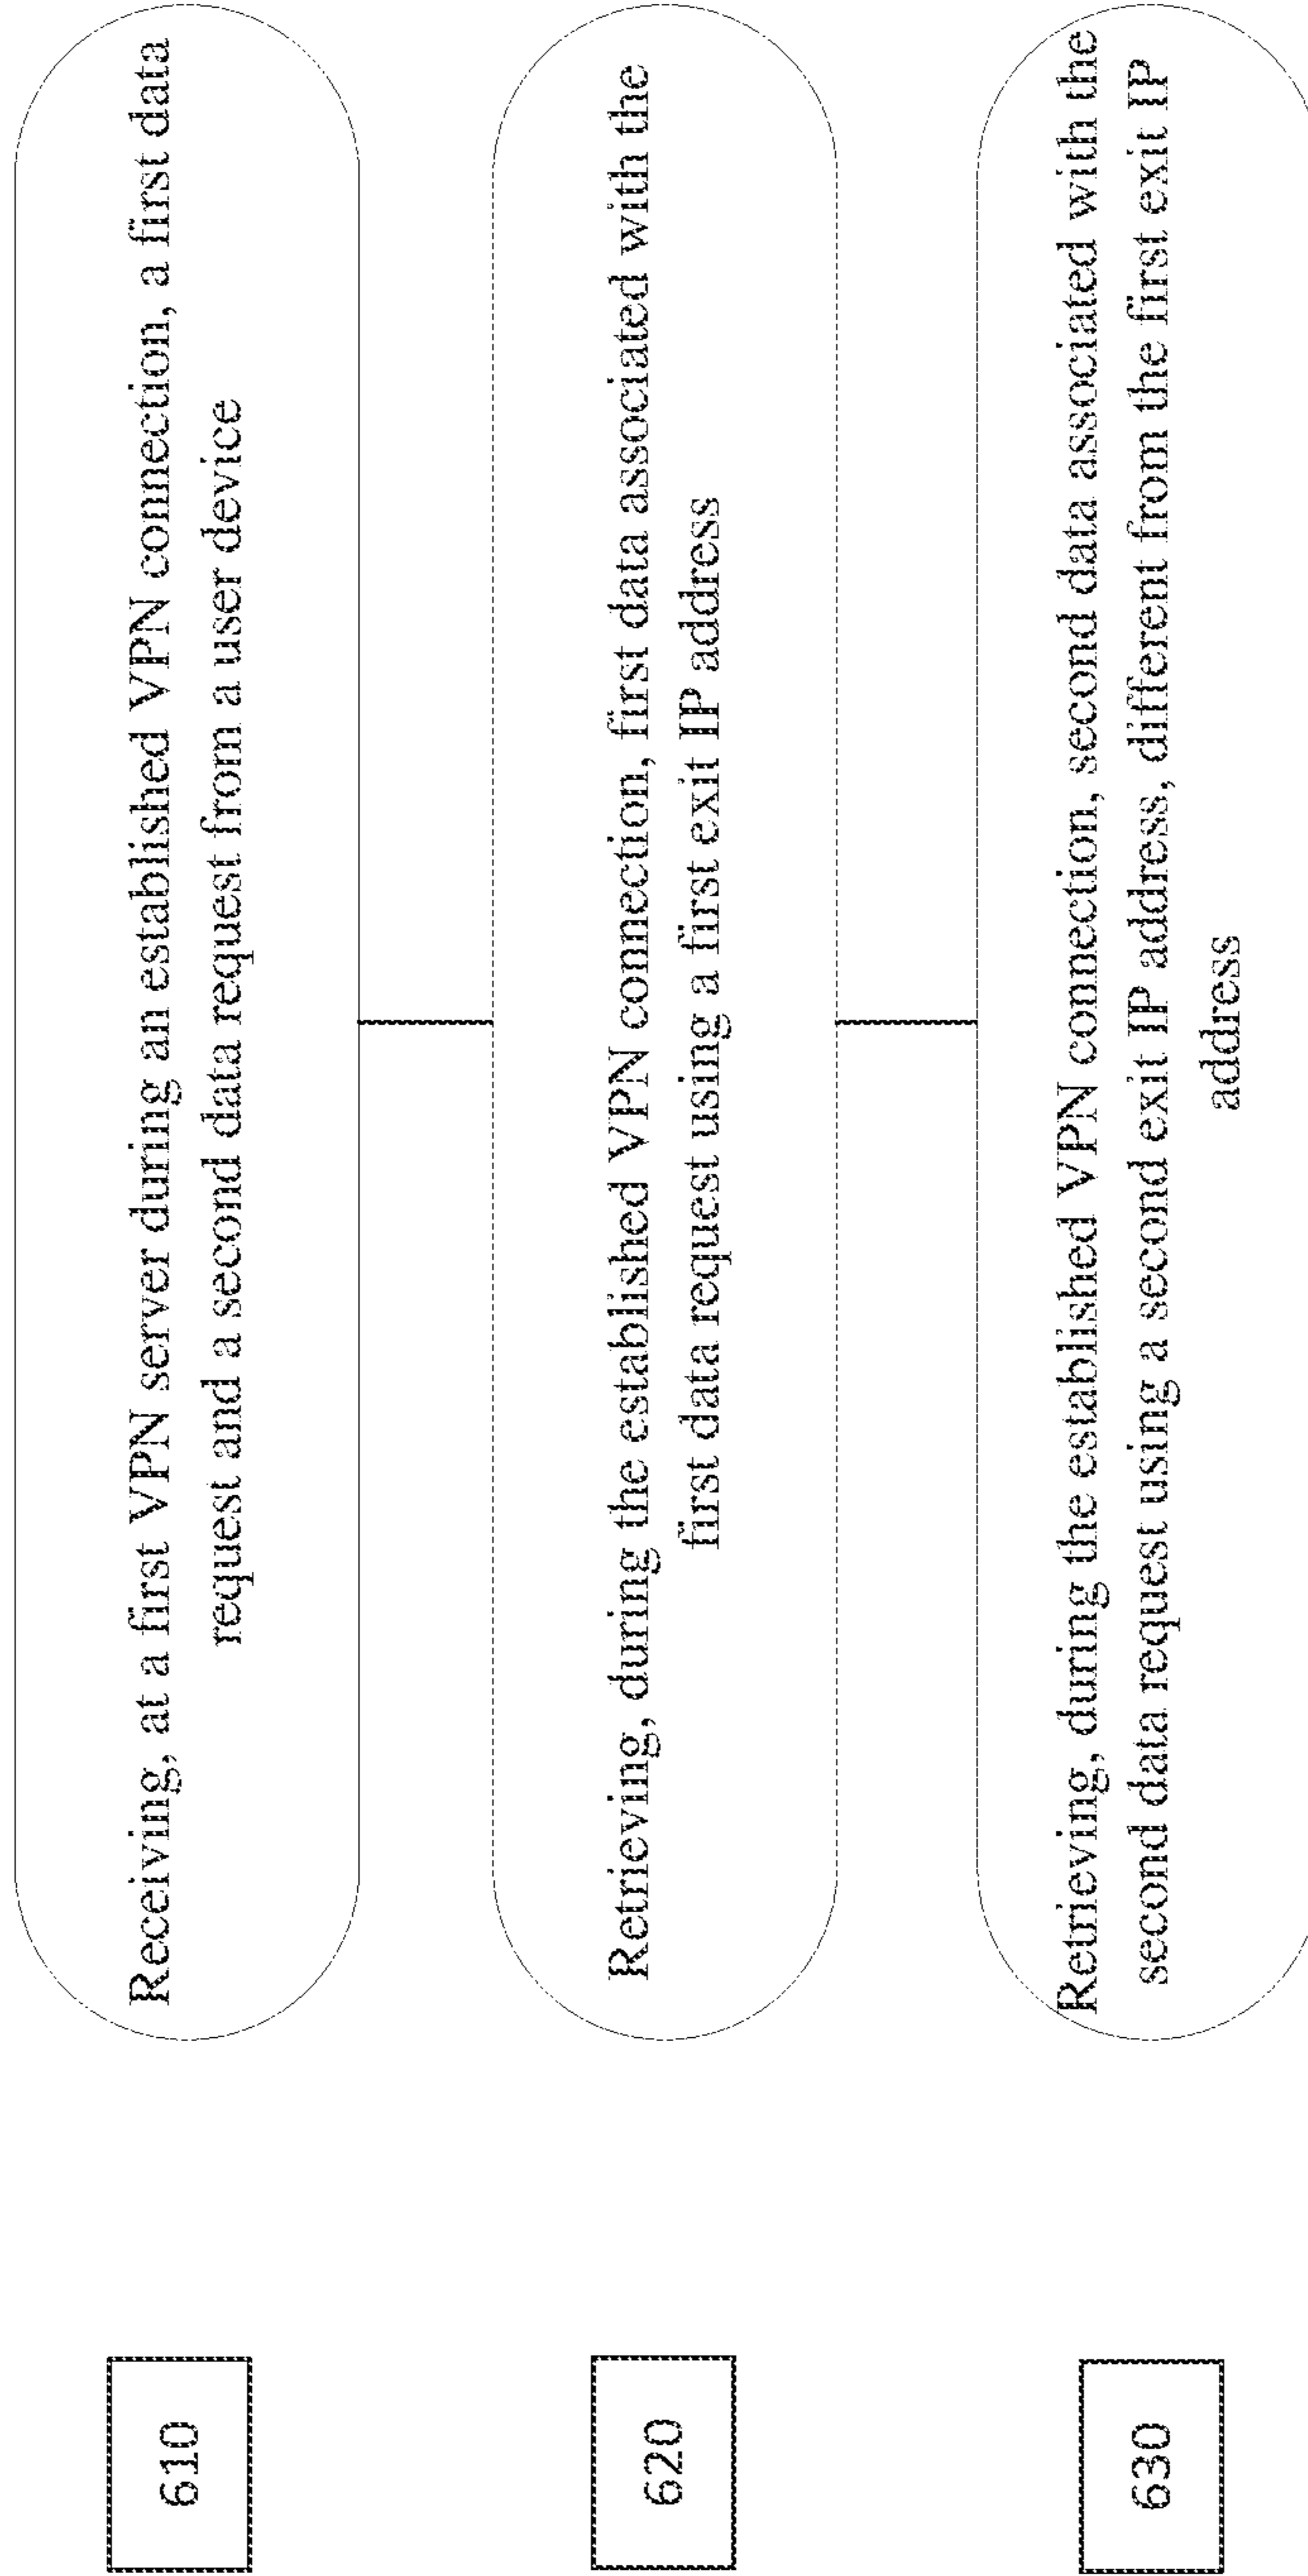 610
Receiving, at a first VPN server during an established VPN connection, a first data
request and a second data request from a user device
620
Retrieving, during the established VPN connection, first data associated with the
first data request using a first exit IP address
630
Retrieving, during the established VPN connection, second data associated with the
second data request using a second exit IP address, different from the first exit IP
address